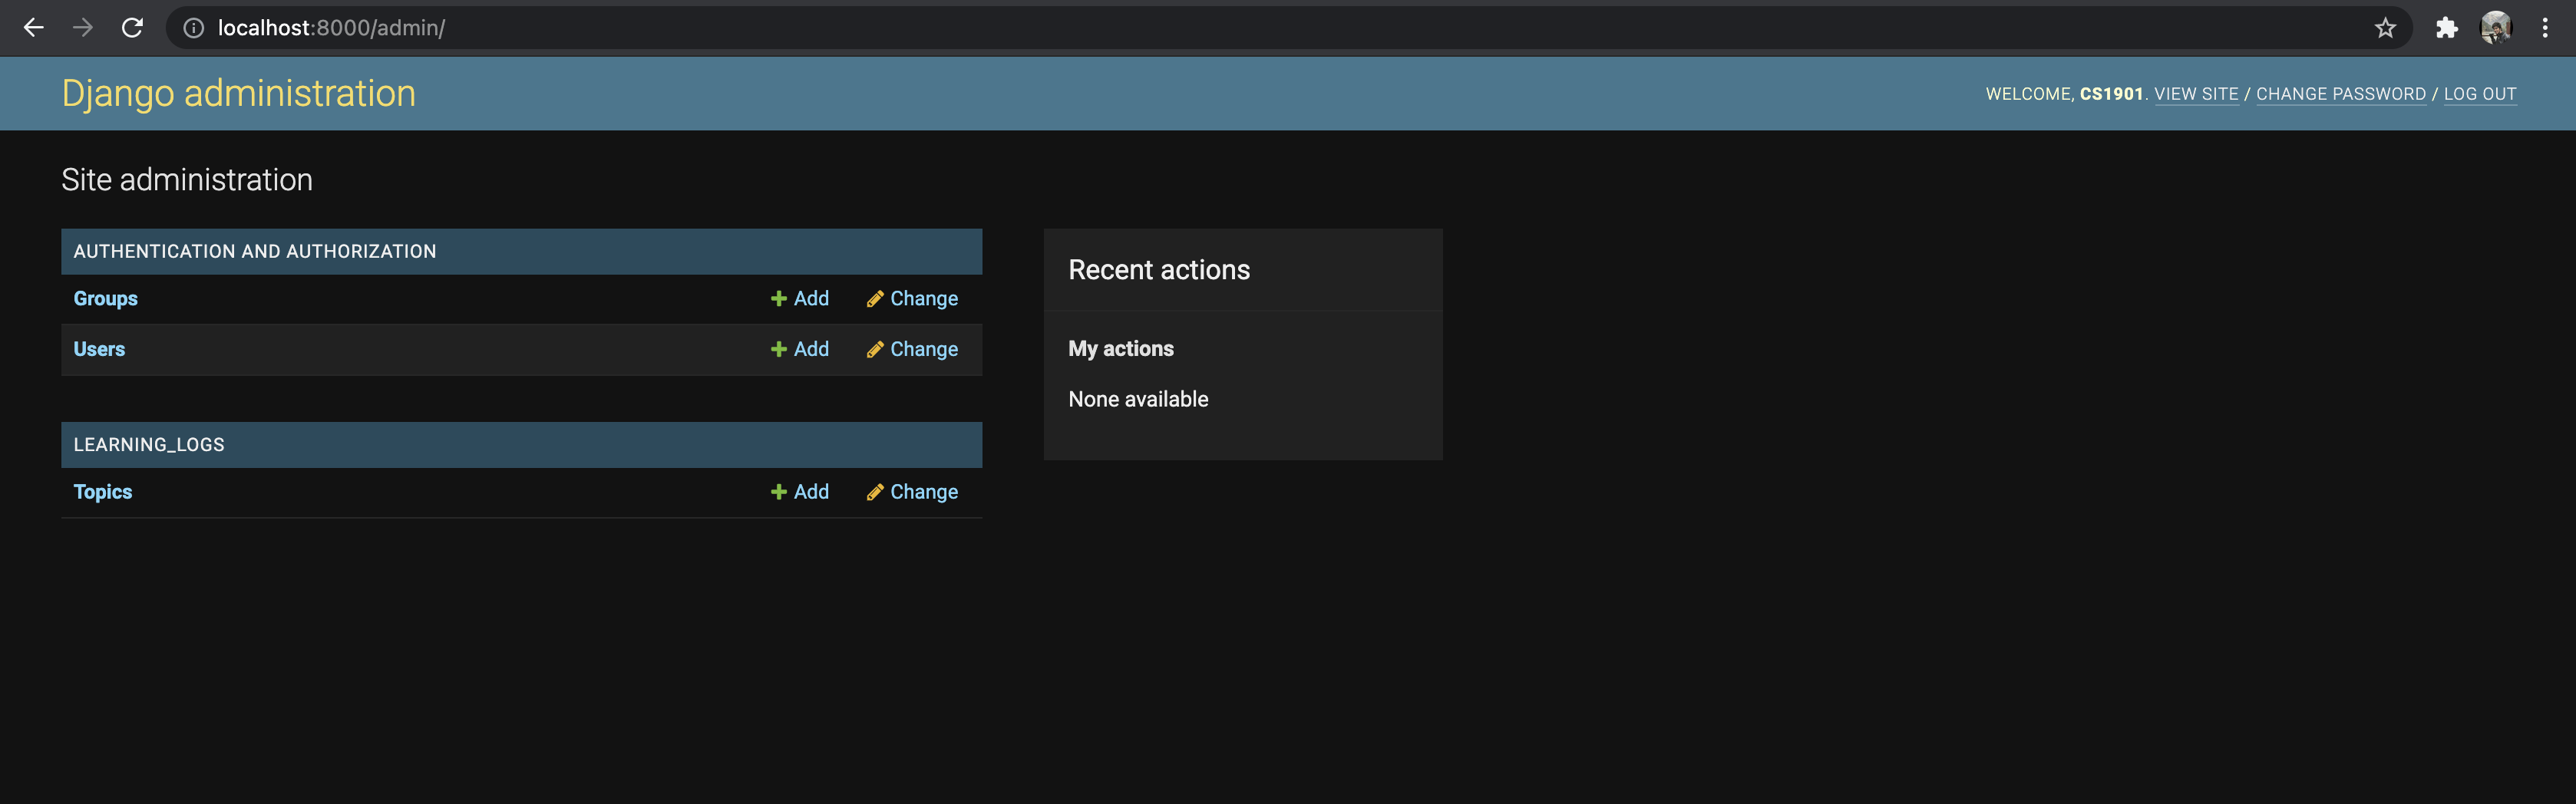 localhost:8000/admin/
Django administration
WELCOME, CS1901. VIEW SITE / CHANGE PASSWORD / LOG OUT
Site administration
AUTHENTICATION AND AUTHORIZATION
Groups Add Change
Users Add Change
LEARNING_LOGS
Topics Add Change
Recent actions
My actions
None available